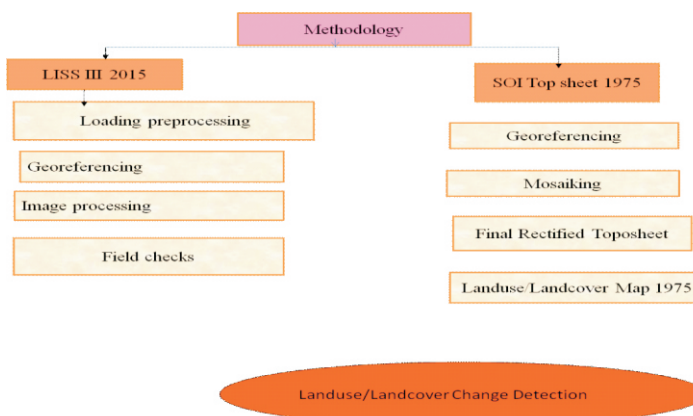 Methodology
LISS III 2015
Loading preprocessing
Georeferencing
Image processing
Field checks
SOI Top sheet 1975
Georeferencing
Mosaiking
Final Rectified Toposheet
Landuse/Landcover Map 1975
Landuse/Landcover Change Detection